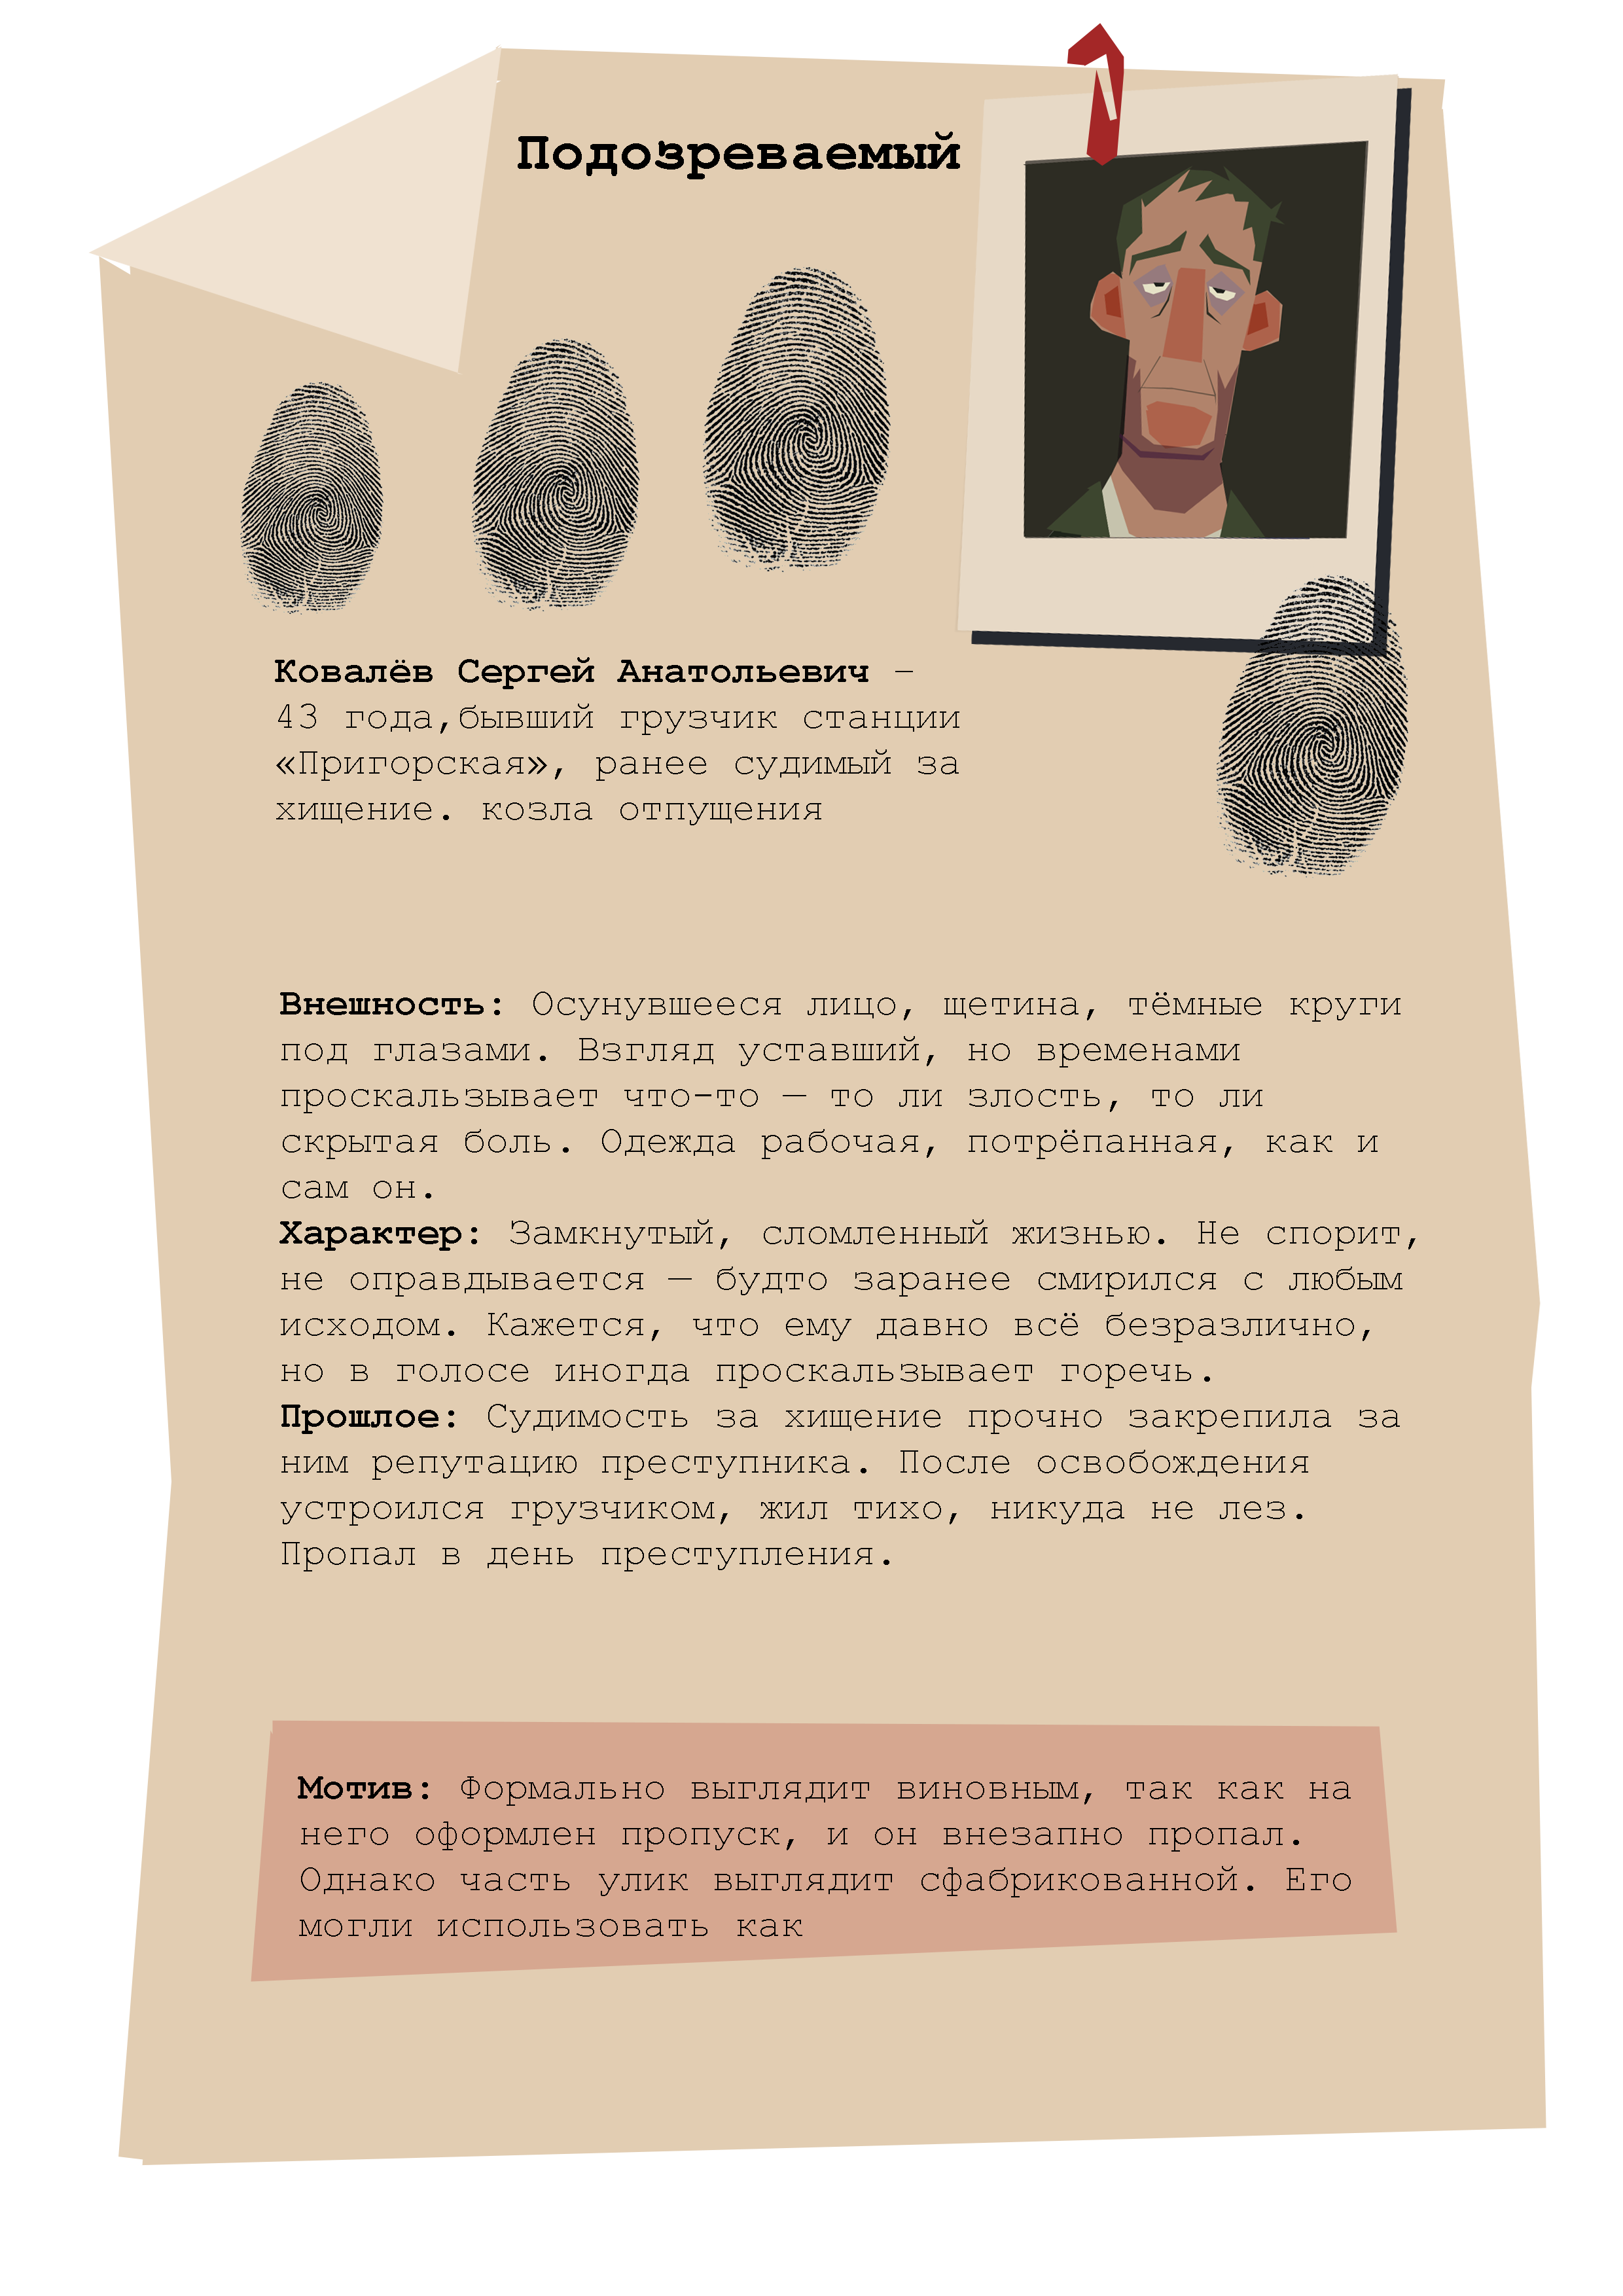 Подозреваемый
Ковалёв Сергей Анатольевич –
43 года,бывший грузчик станции
«Пригорская», ранее судимый за
хищение. козла отпущения
Внешность: Осунувшееся лицо, щетина, тёмные круги
под глазами. Взгляд уставший, но временами
проскальзывает что-то — то ли злость, то ли
скрытая боль. Одежда рабочая, потрёпанная, как и
сам он.
Характер: Замкнутый, сломленный жизнью. Не спорит,
не оправдывается — будто заранее смирился с любым
исходом. Кажется, что ему давно всё безразлично,
но в голосе иногда проскальзывает горечь.
Прошлое: Судимость за хищение прочно закрепила за
ним репутацию преступника. После освобождения
устроился грузчиком, жил тихо, никуда не лез.
Пропал в день преступления.
Мотив: Формально выглядит виновным, так как на
него оформлен пропуск, и он внезапно пропал.
Однако часть улик выглядит сфабрикованной. Его
могли использовать как